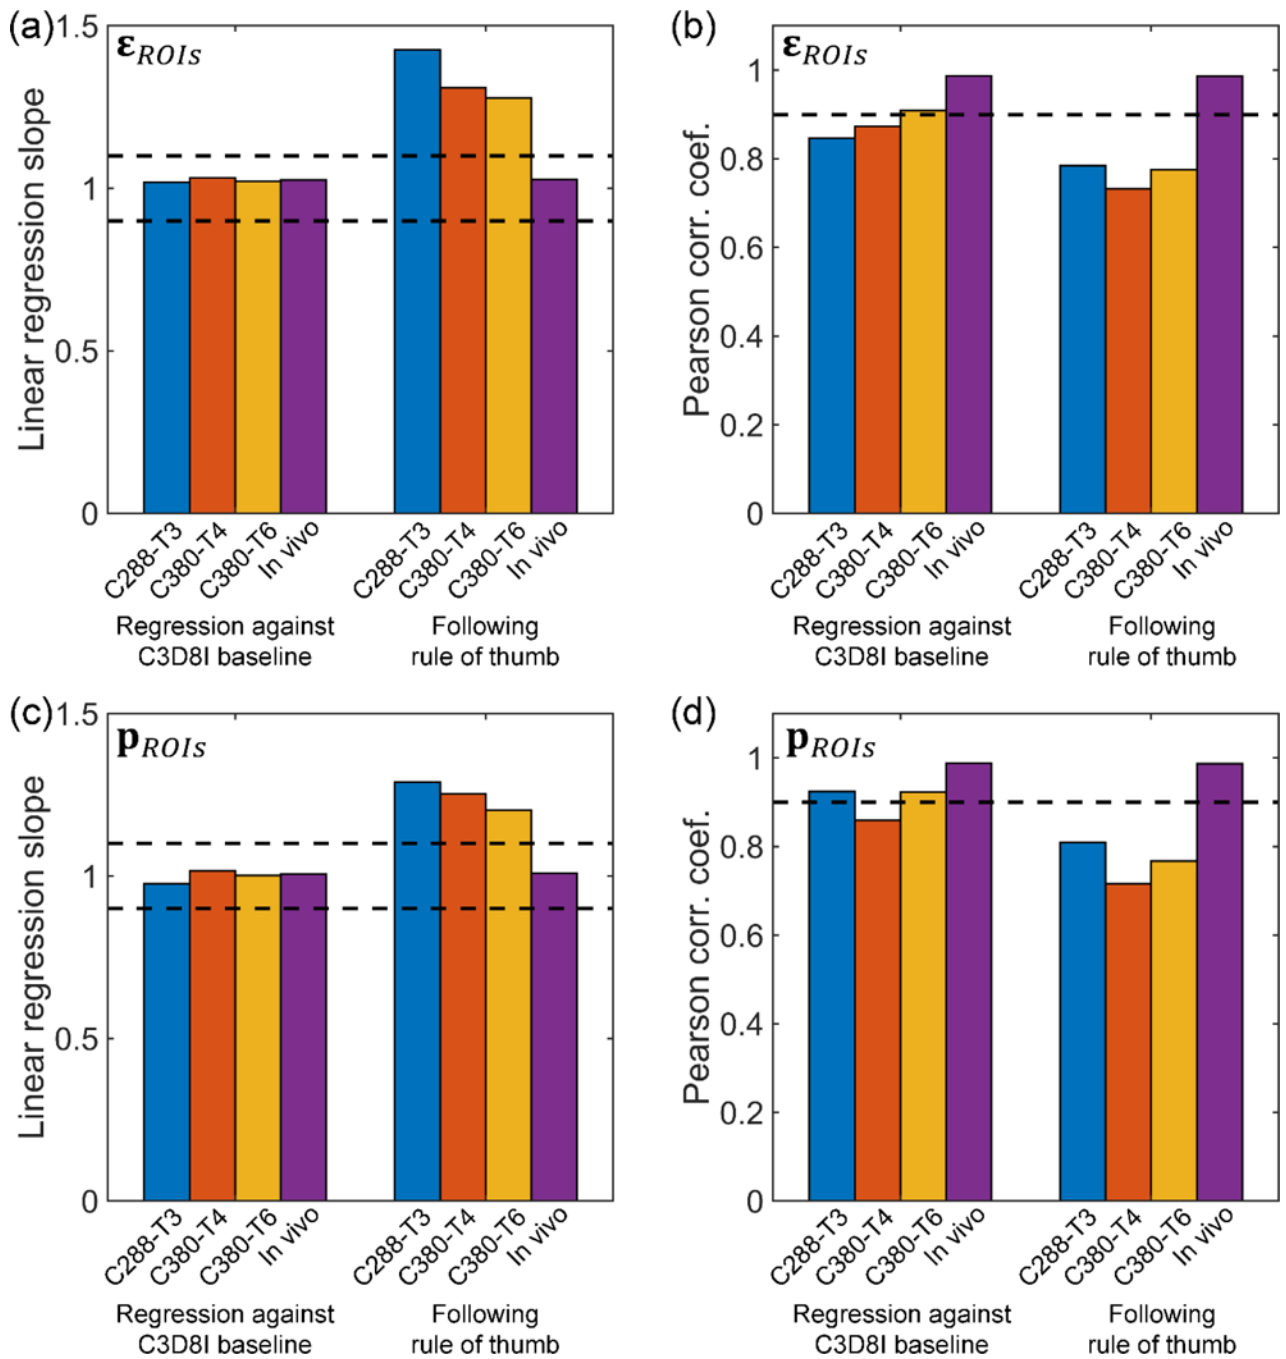 (a)
εROIs
Linear regression slope
1.5
1
0.5
0
C288-T3
C380-T4
C380-T6
In vivo
C288-T3
C380-T4
C380-T6
In vivo
Regression against
C3D8I baseline
Following
rule of thumb
(b)
εROIs
Pearson corr. coef.
1
0.8
0.6
0.4
0.2
0
C288-T3
C380-T4
C380-T6
In vivo
C288-T3
C380-T4
C380-T6
In vivo
Regression against
C3D8I baseline
Following
rule of thumb
(c)
pROIs
Linear regression slope
1.5
1
0.5
0
C288-T3
C380-T4
C380-T6
In vivo
C288-T3
C380-T4
C380-T6
In vivo
Regression against
C3D8I baseline
Following
rule of thumb
(d)
pROIs
Pearson corr. coef.
1
0.8
0.6
0.4
0.2
0
C288-T3
C380-T4
C380-T6
In vivo
C288-T3
C380-T4
C380-T6
In vivo
Regression against
C3D8I baseline
Following
rule of thumb